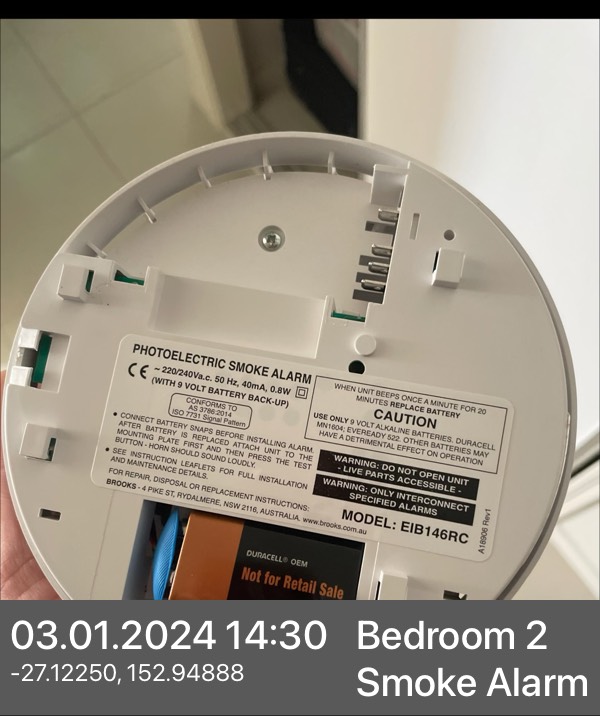 PHOTOELECTRIC SMOKE ALARM
CE ~ 220/240Va.c. 50 Hz, 40mA, 0.8W
(WITH 9 VOLT BATTERY BACK-UP)
CONFORMS TO
AS 3786:2014
ISO 7731 Signal Pattern
• CONNECT BATTERY SNAPS BEFORE INSTALLING ALARM.
AFTER BATTERY IS REPLACED ATTACH UNIT TO THE
MOUNTING PLATE FIRST AND THEN PRESS THE TEST
BUTTON - HORN SHOULD SOUND LOUDLY.
• SEE INSTRUCTION LEAFLETS FOR FULL INSTALLATION
AND MAINTENANCE DETAILS.
FOR REPAIR, DISPOSAL OR REPLACEMENT INSTRUCTIONS:
BROOKS - 4 PIKE ST, RYDALMERE, NSW 2116, AUSTRALIA. www.brooks.com.au
WHEN UNIT BEEPS ONCE A MINUTE FOR 20
MINUTES REPLACE BATTERY
CAUTION
USE ONLY 9 VOLT ALKALINE BATTERIES, DURACELL
MN1604; EVEREADY 522. OTHER BATTERIES MAY
HAVE A DETRIMENTAL EFFECT ON OPERATION
WARNING: DO NOT OPEN UNIT
- LIVE PARTS ACCESSIBLE -
WARNING: ONLY INTERCONNECT
SPECIFIED ALARMS
MODEL: EIB146RC
A18906 Rev1
DURACELL® OEM
Not for Retail Sale
03.01.2024 14:30
-27.12250, 152.94888
Bedroom 2
Smoke Alarm